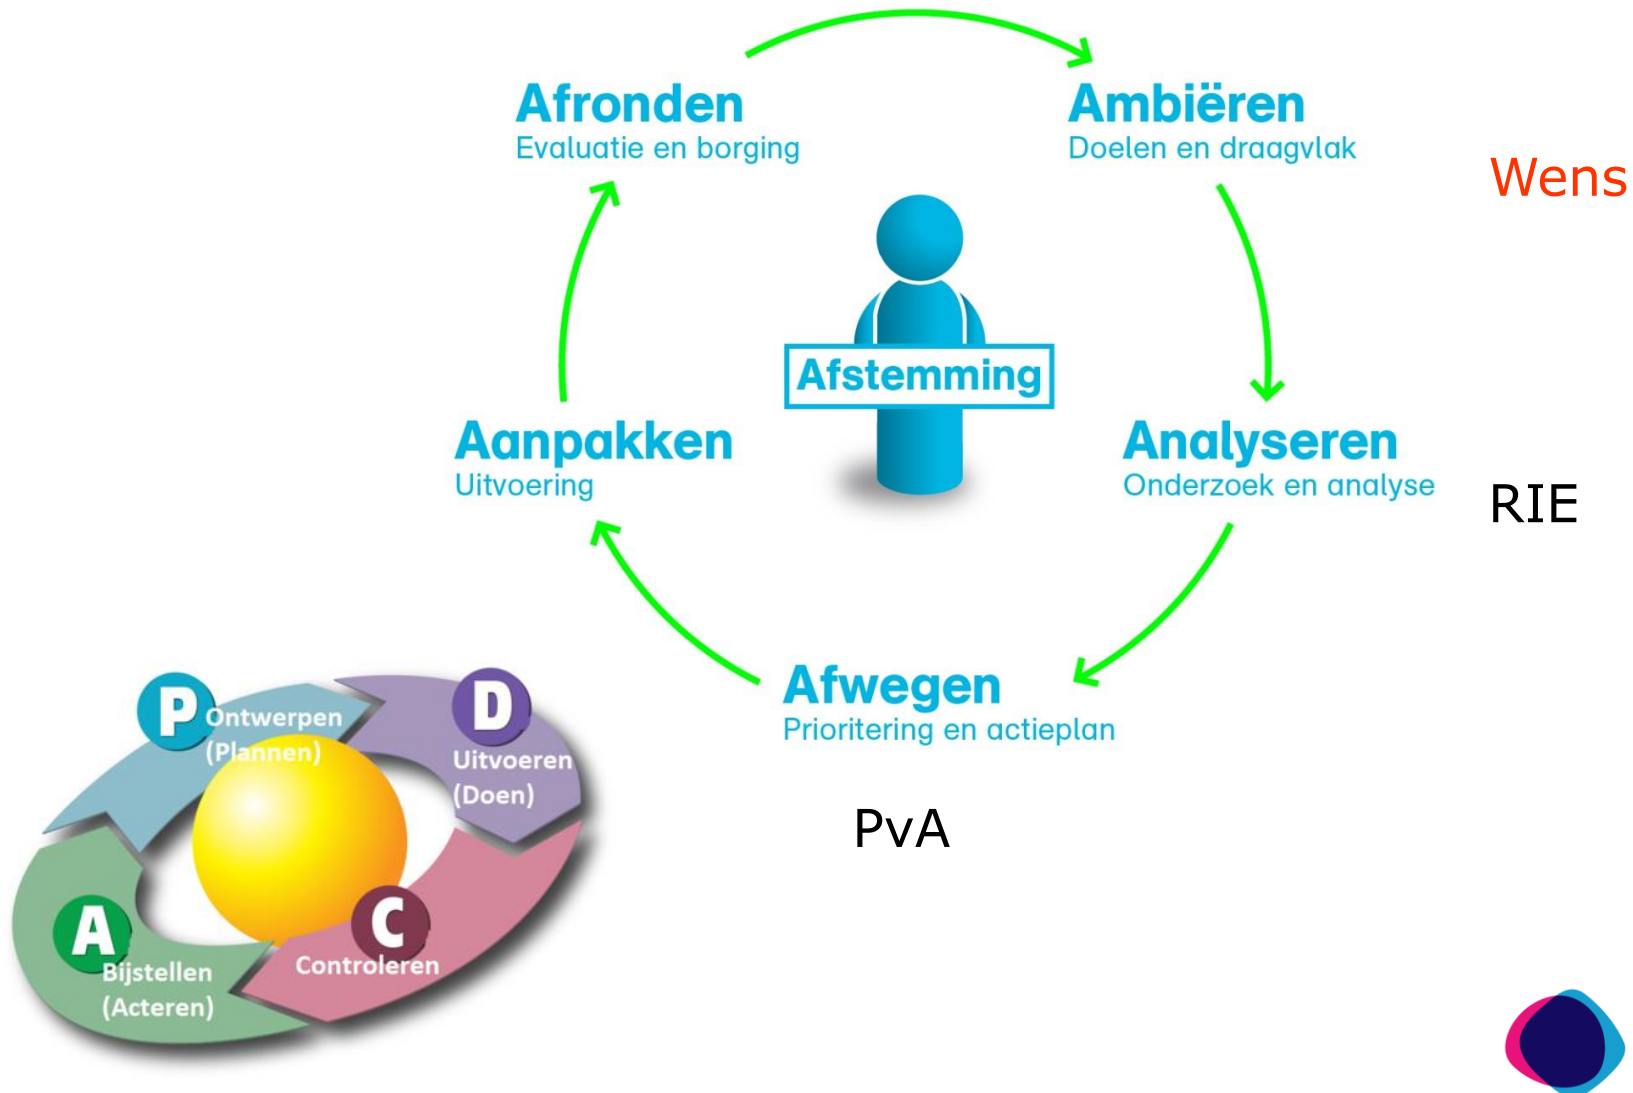 Afronden
Evaluatie en borging
Ambiëren
Doelen en draagvlak
Wens
Afstemming
Aanpakken
Uitvoering
Analyseren
Onderzoek en analyse
RIE
Afwegen
Prioritering en actieplan
PvA
P
Ontwerpen
(Plannen)
D
Uitvoeren
(Doen)
C
Controleren
A
Bijstellen
(Acteren)